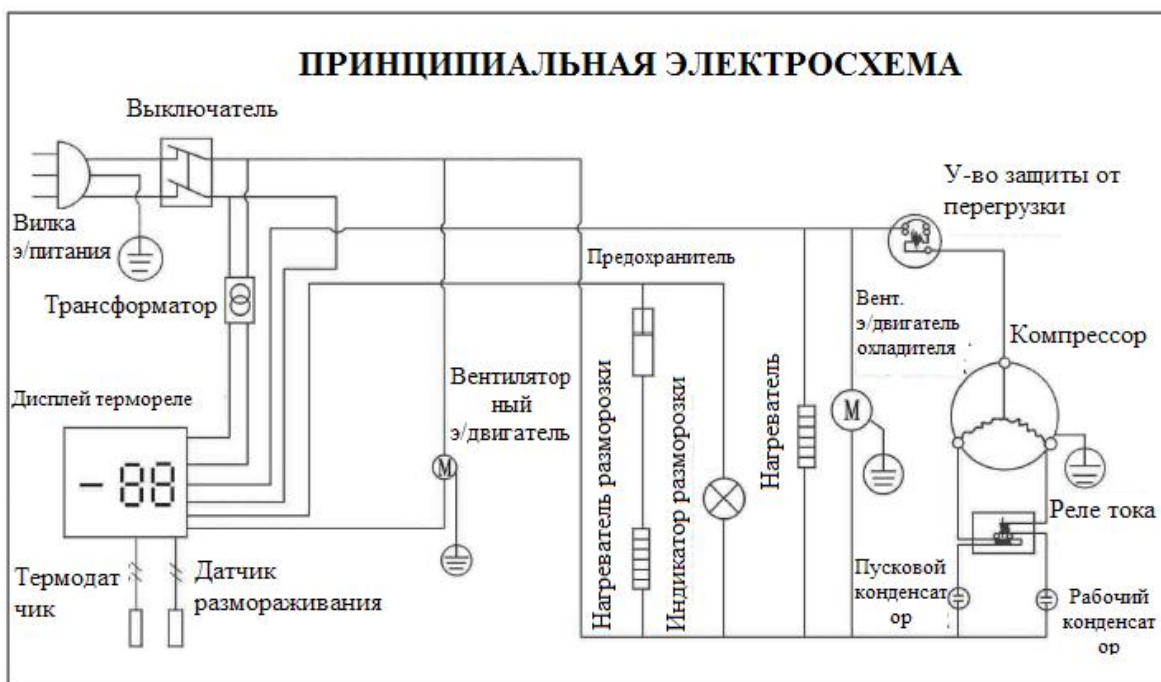 ПРИНЦИПИАЛЬНАЯ ЭЛЕКТРОСХЕМА
Выключатель
У-во защиты от
перегрузки
Вилка
э/питания
Предохранитель
Трансформатор
Вент.
э/двигатель
охладителя
Компрессор
Дисплей термореле
Вентилятор
ный
э/двигатель
Нагреватель разморозки
Индикатор разморозки
Нагреватель
M
M
-88
Реле тока
Термодат
чик
Датчик
размораживания
Пусковой
конденсат
ор
Рабочий
конденсат
ор